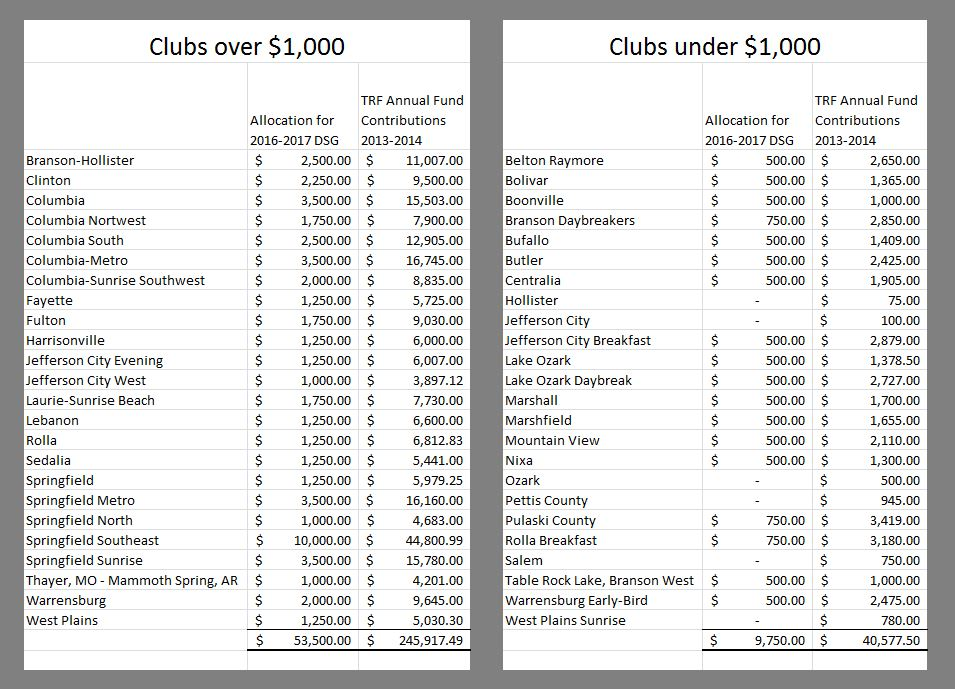 Clubs over $1,000
TRF Annual Fund
Allocation for Contributions
2016-2017 DSG 2013-2014
Branson-Hollister $ 2,500.00 $ 11,007.00
Clinton $ 2,250.00 $ 9,500.00
Columbia $ 3,500.00 $ 15,503.00
Columbia Nortwest $ 1,750.00 $ 7,900.00
Columbia South $ 2,500.00 $ 12,905.00
Columbia-Metro $ 3,500.00 $ 16,745.00
Columbia-Sunrise Southwest $ 2,000.00 $ 8,835.00
Fayette $ 1,250.00 $ 5,725.00
Fulton $ 1,750.00 $ 9,030.00
Harrisonville $ 1,250.00 $ 6,000.00
Jefferson City Evening $ 1,250.00 $ 6,007.00
Jefferson City West $ 1,000.00 $ 3,897.12
Laurie-Sunrise Beach $ 1,750.00 $ 7,730.00
Lebanon $ 1,250.00 $ 6,600.00
Rolla $ 1,250.00 $ 6,812.83
Sedalia $ 1,250.00 $ 5,441.00
Springfield $ 1,250.00 $ 5,979.25
Springfield Metro $ 3,500.00 $ 16,160.00
Springfield North $ 1,000.00 $ 4,683.00
Springfield Southeast $ 10,000.00 $ 44,800.99
Springfield Sunrise $ 3,500.00 $ 15,780.00
Thayer, MO - Mammoth Spring, AR $ 1,000.00 $ 4,201.00
Warrensburg $ 2,000.00 $ 9,645.00
West Plains $ 1,250.00 $ 5,030.30
$ 53,500.00 $ 245,917.49
Clubs under $1,000
TRF Annual Fund
Allocation for Contributions
2016-2017 DSG 2013-2014
Belton Raymore $ 500.00 $ 2,650.00
Bolivar $ 500.00 $ 1,365.00
Boonville $ 500.00 $ 1,000.00
Branson Daybreakers $ 750.00 $ 2,850.00
Bufallo $ 500.00 $ 1,409.00
Butler $ 500.00 $ 2,425.00
Centralia $ 500.00 $ 1,905.00
Hollister - $ 75.00
Jefferson City - $ 100.00
Jefferson City Breakfast $ 500.00 $ 2,879.00
Lake Ozark $ 500.00 $ 1,378.50
Lake Ozark Daybreak $ 500.00 $ 2,727.00
Marshall $ 500.00 $ 1,700.00
Marshfield $ 500.00 $ 1,655.00
Mountain View $ 500.00 $ 2,110.00
Nixa $ 500.00 $ 1,300.00
Ozark - $ 500.00
Pettis County - $ 945.00
Pulaski County $ 750.00 $ 3,419.00
Rolla Breakfast $ 750.00 $ 3,180.00
Salem - $ 750.00
Table Rock Lake, Branson West $ 500.00 $ 1,000.00
Warrensburg Early-Bird $ 500.00 $ 2,475.00
West Plains Sunrise - $ 780.00
$ 9,750.00 $ 40,577.50